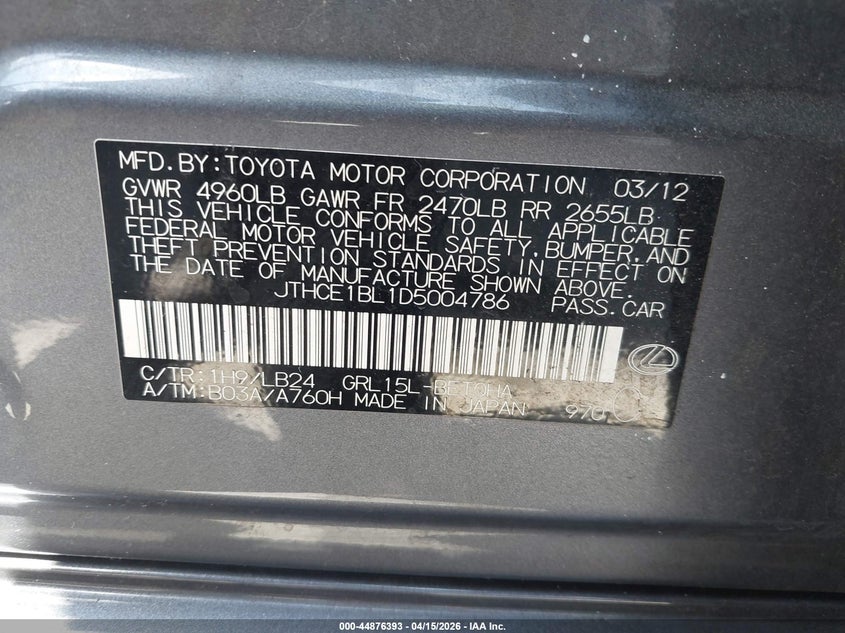 MFD.BY:TOYOTA MOTOR CORPORATION 03/12
GVWR 4960LB GAWR FR 2470LB RR 2655LB
THIS VEHICLE CONFORMS TO ALL APPLICABLE
FEDERAL MOTOR VEHICLE SAFETY,BUMPER,AND
THEFT PREVENTION STANDARDS IN EFFECT ON
THE DATE OF MANUFACTURE SHOWN ABOVE.
JTHCE1BL1D5004786 PASS.CAR
C/TR:1H9/LB24 GRL15L-BETQHA
A/TM:B03A/A760H MADE IN JAPAN
000-44876393 - 04/15/2026 - IAA Inc.